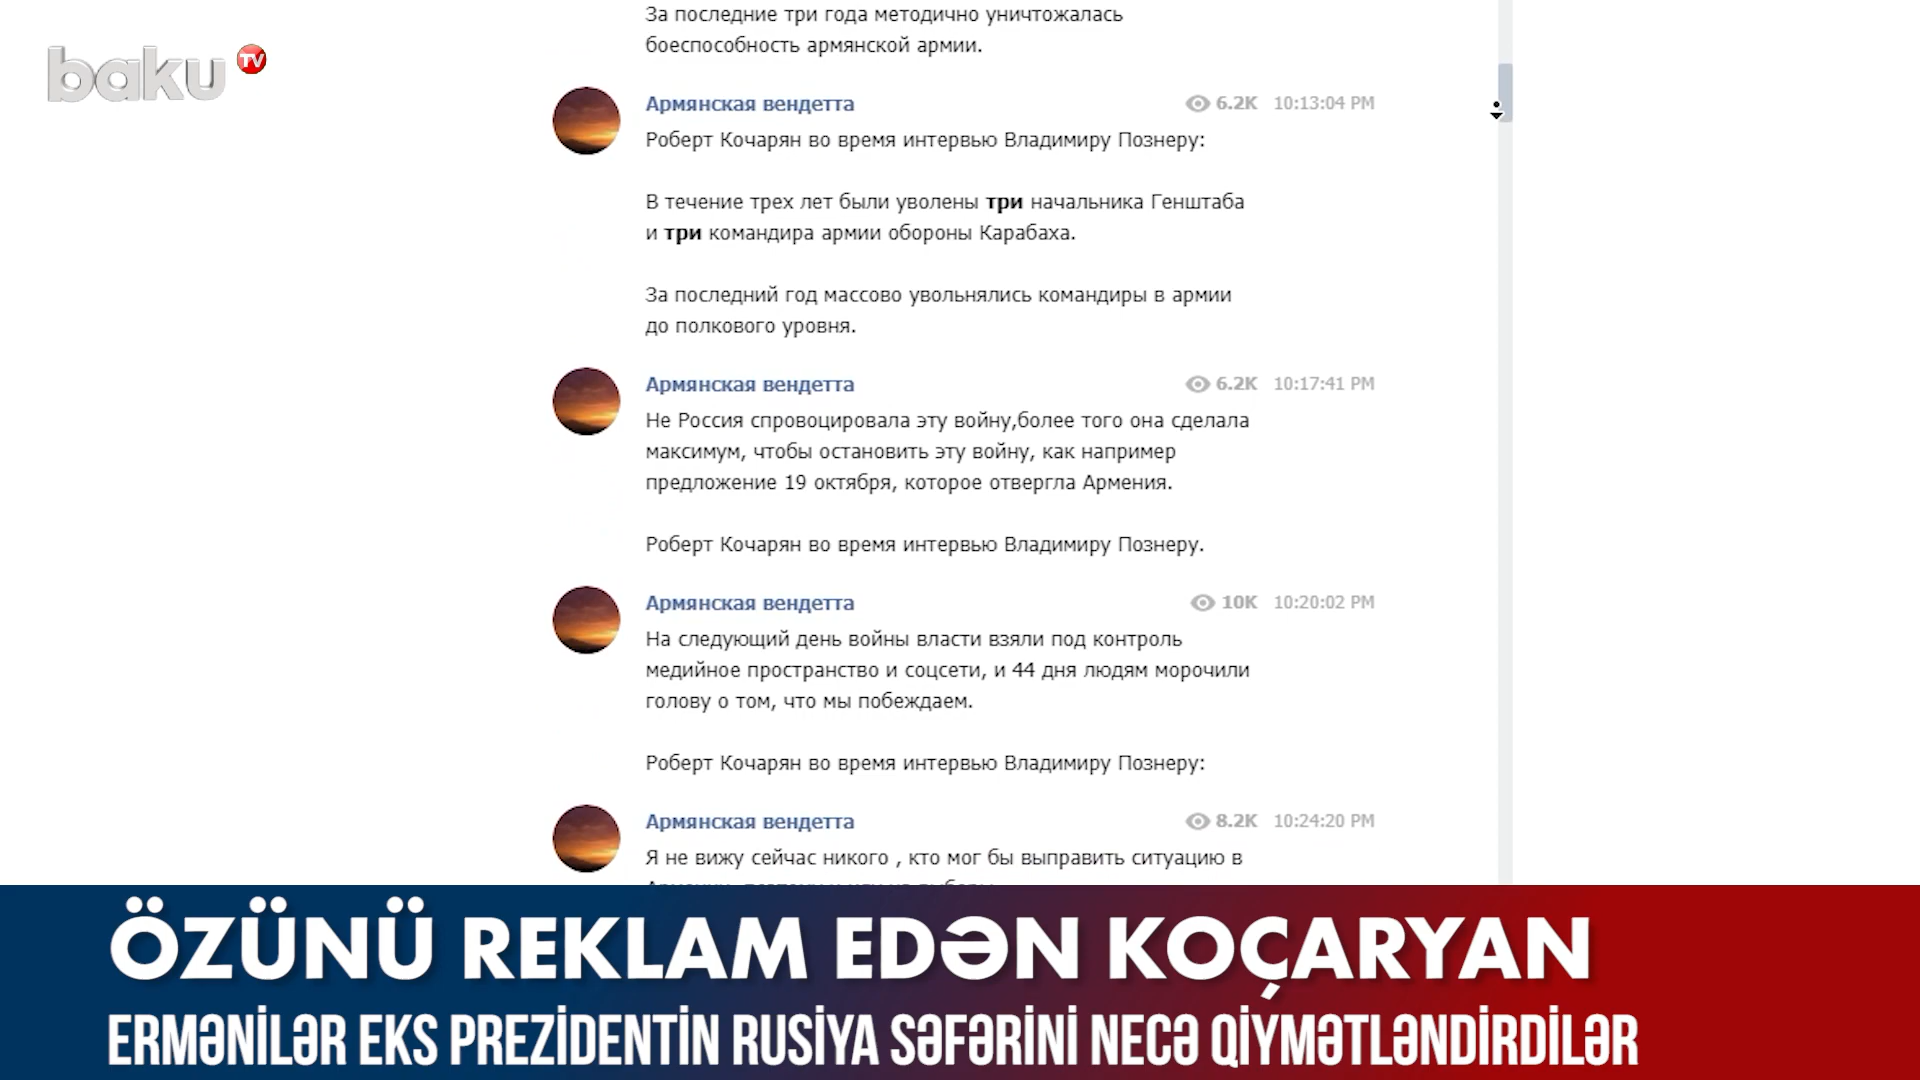 За последние три года методично уничтожалась
боеспособность армянской армии.
baku TV
Армянская вендетта 6.2K 10:13:04 PM
Роберт Кочарян во время интервью Владимиру Познеру:
В течение трех лет были уволены три начальника Генштаба
и три командира армии обороны Карабаха.
За последний год массово увольнялись командиры в армии
до полкового уровня.
Армянская вендетта 6.2K 10:17:41 PM
Не Россия спровоцировала эту войну,более того она сделала
максимум, чтобы остановить эту войну, как например
предложение 19 октября, которое отвергла Армения.
Роберт Кочарян во время интервью Владимиру Познеру.
Армянская вендетта 10K 10:20:02 PM
На следующий день войны власти взяли под контроль
медийное пространство и соцсети, и 44 дня людям морочили
голову о том, что мы побеждаем.
Роберт Кочарян во время интервью Владимиру Познеру:
Армянская вендетта 8.2K 10:24:20 PM
Я не вижу сейчас никого , кто мог бы выправить ситуацию в
ÖZÜNÜ REKLAM EDƏN KOÇARYAN
ERMƏNİLƏR EKS PREZİDENTİN RUSİYA SƏFƏRİNİ NECƏ QİYMƏTLƏNDİRDİLƏR